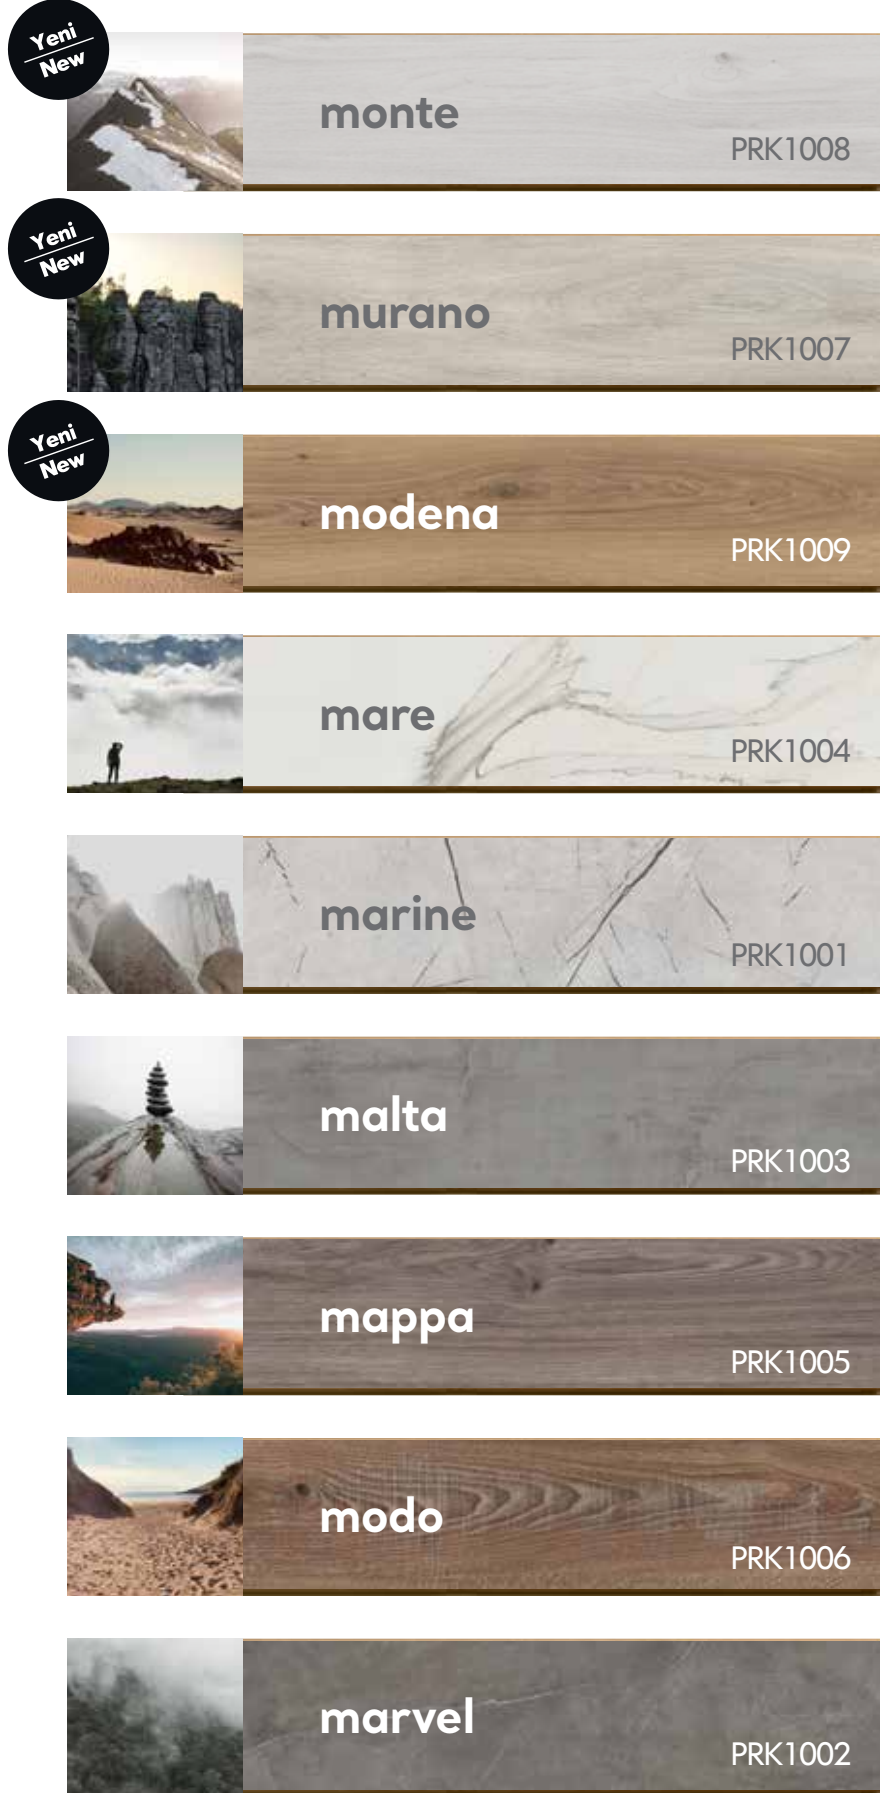 Yeni
New
monte
PRK1008
Yeni
New
murano
PRK1007
Yeni
New
modena
PRK1009
mare
PRK1004
marine
PRK1001
malta
PRK1003
mappa
PRK1005
modo
PRK1006
marvel
PRK1002